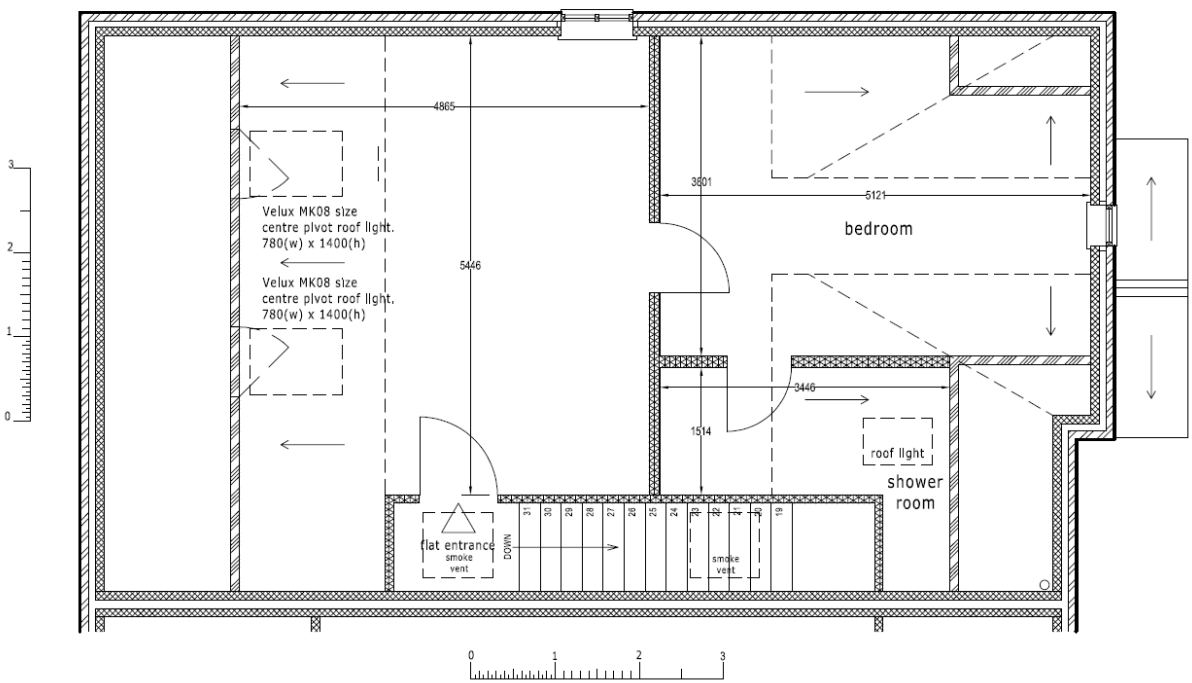 4865
3601
5121
5446
3446
1514
Velux MK08 size
centre pivot roof light.
780(w) x 1400(h)
Velux MK08 size
centre pivot roof light,
780(w) x 1400(h)
bedroom
roof light
shower
room
flat entrance
smoke
vent
DOWN
31 30 29 28 27 26 25 24 23 22 21 20 19
smoke
vent
3
2
1
0
0 1 2 3